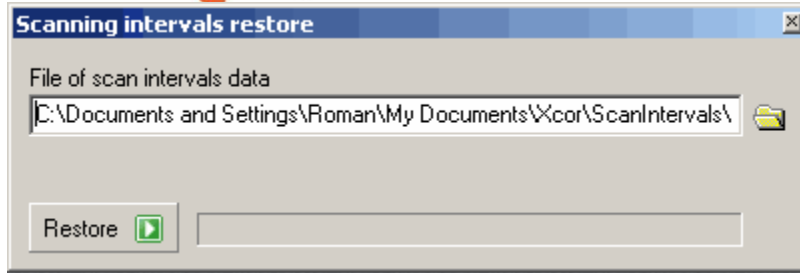 Scanning intervals restore
File of scan intervals data
C:\Documents and Settings\Roman\My Documents\Xcor\ScanIntervals\
Restore